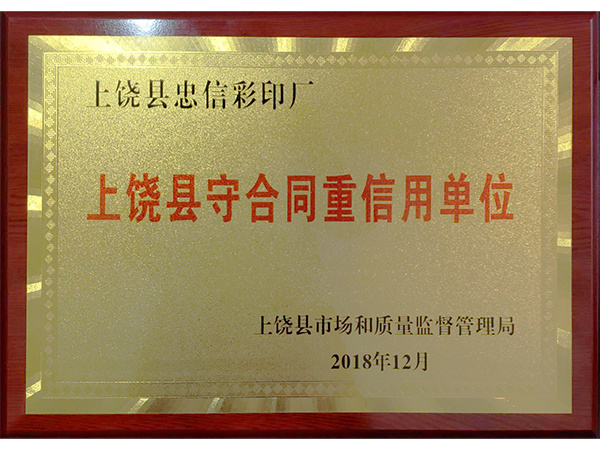 上饶县忠信彩印厂
上饶县守合同重信用单位
上饶县市场和质量监督管理局
2018年12月